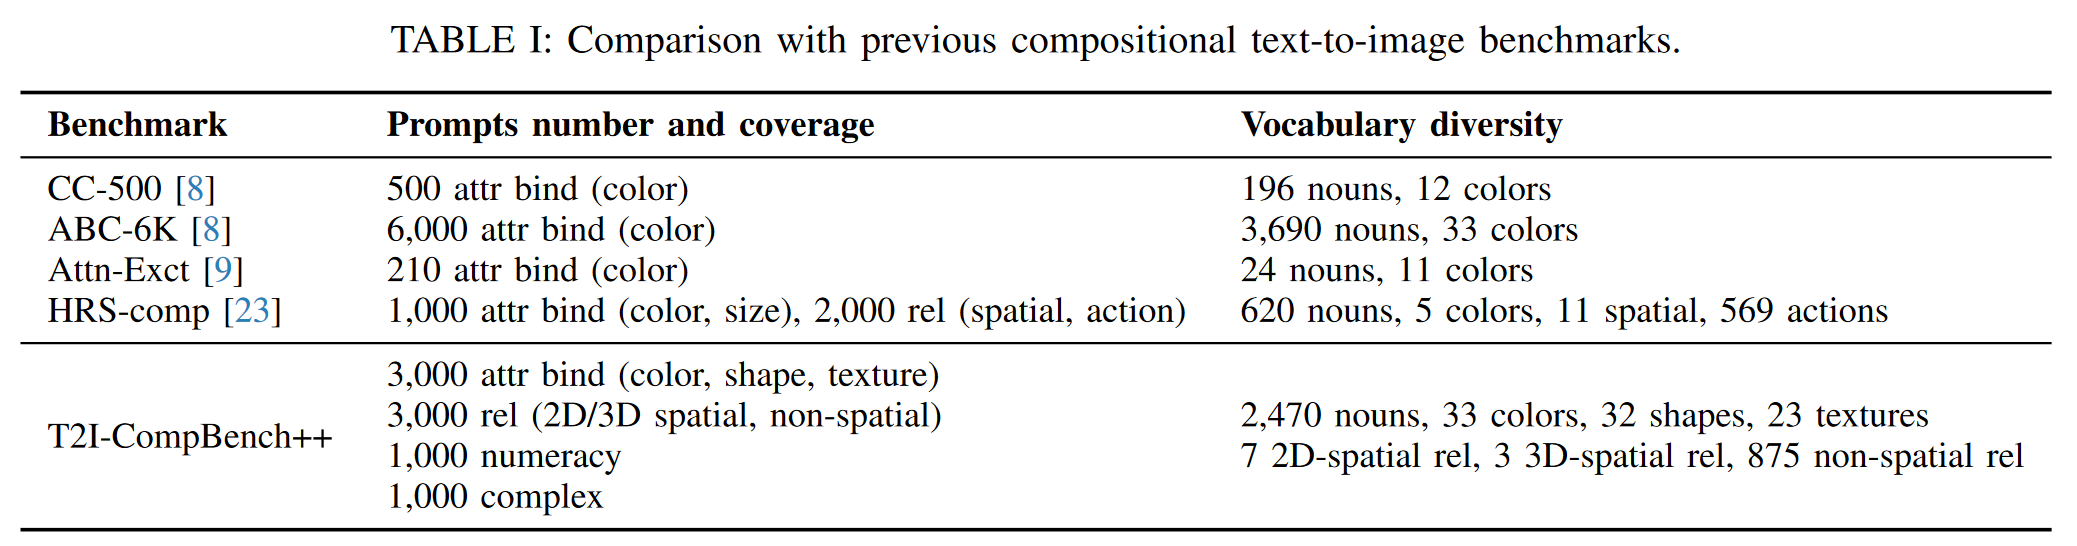 TABLE I: Comparison with previous compositional text-to-image benchmarks.
Benchmark Prompts number and coverage Vocabulary diversity
CC-500 [8] 500 attr bind (color) 196 nouns, 12 colors
ABC-6K [8] 6,000 attr bind (color) 3,690 nouns, 33 colors
Attn-Exct [9] 210 attr bind (color) 24 nouns, 11 colors
HRS-comp [23] 1,000 attr bind (color, size), 2,000 rel (spatial, action) 620 nouns, 5 colors, 11 spatial, 569 actions
T2I-CompBench++
3,000 attr bind (color, shape, texture)
3,000 rel (2D/3D spatial, non-spatial)
1,000 numeracy
1,000 complex
2,470 nouns, 33 colors, 32 shapes, 23 textures
7 2D-spatial rel, 3 3D-spatial rel, 875 non-spatial rel